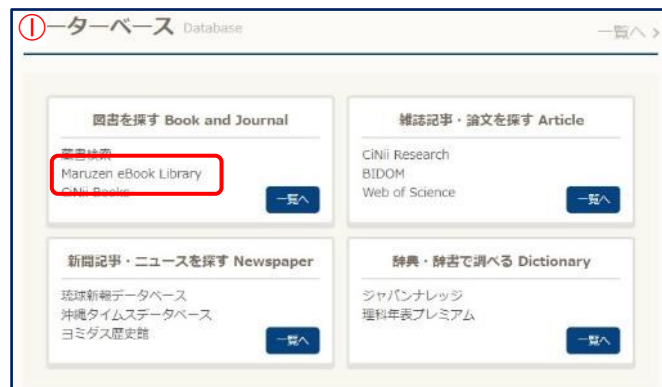 ①ーターベース Database
一覧へ >
図書を探す Book and Journal
蔵書検索
Maruzen eBook Library
CiNii Books
一覧へ
雑誌記事・論文を探す Article
CiNii Research
BIDOM
Web of Science
一覧へ
新聞記事・ニュースを探す Newspaper
琉球新報データベース
沖縄タイムスデータベース
ヨミダス歴史館
一覧へ
辞典・辞書で調べる Dictionary
ジャパンナレッジ
理科年表プレミアム
一覧へ